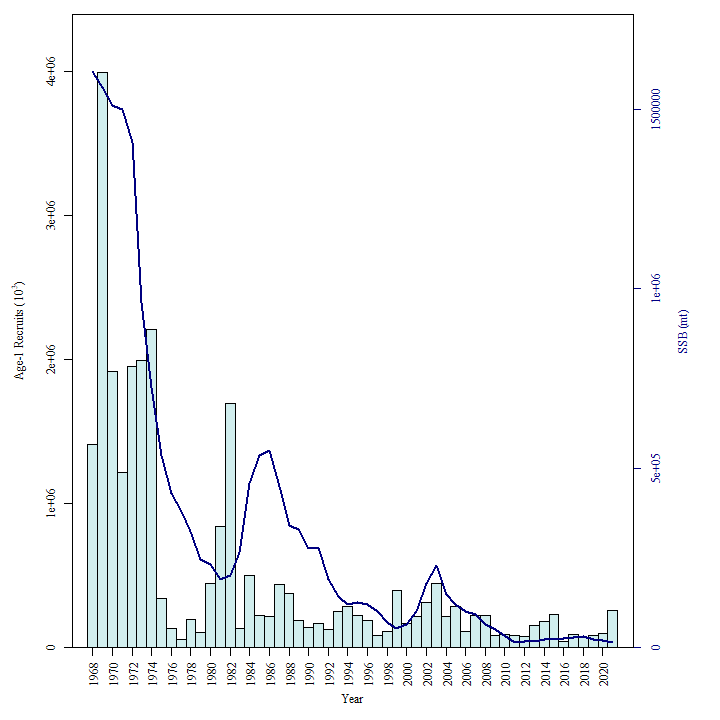 4e+06
3e+06
2e+06
1e+06
0
Age-1 Recruits (10³)
1500000
1e+06
5e+05
0
SSB (mt)
1968 1970 1972 1974 1976 1978 1980 1982 1984 1986 1988 1990 1992 1994 1996 1998 2000 2002 2004 2006 2008 2010 2012 2014 2016 2018 2020
Year